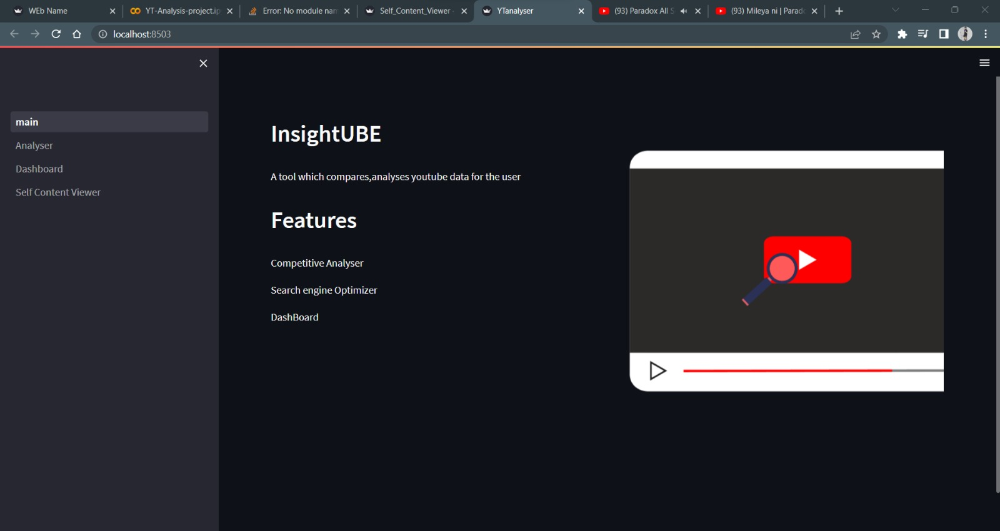 WEb Name
YT-Analysis-project.ip
Error: No module nam
Self_Content_Viewer
YTanalyser
(93) Paradox All S
(93) Mileya ni | Parad
localhost:8503
main
Analyser
Dashboard
Self Content Viewer
InsightUBE
A tool which compares,analyses youtube data for the user
Features
Competitive Analyser
Search engine Optimizer
DashBoard